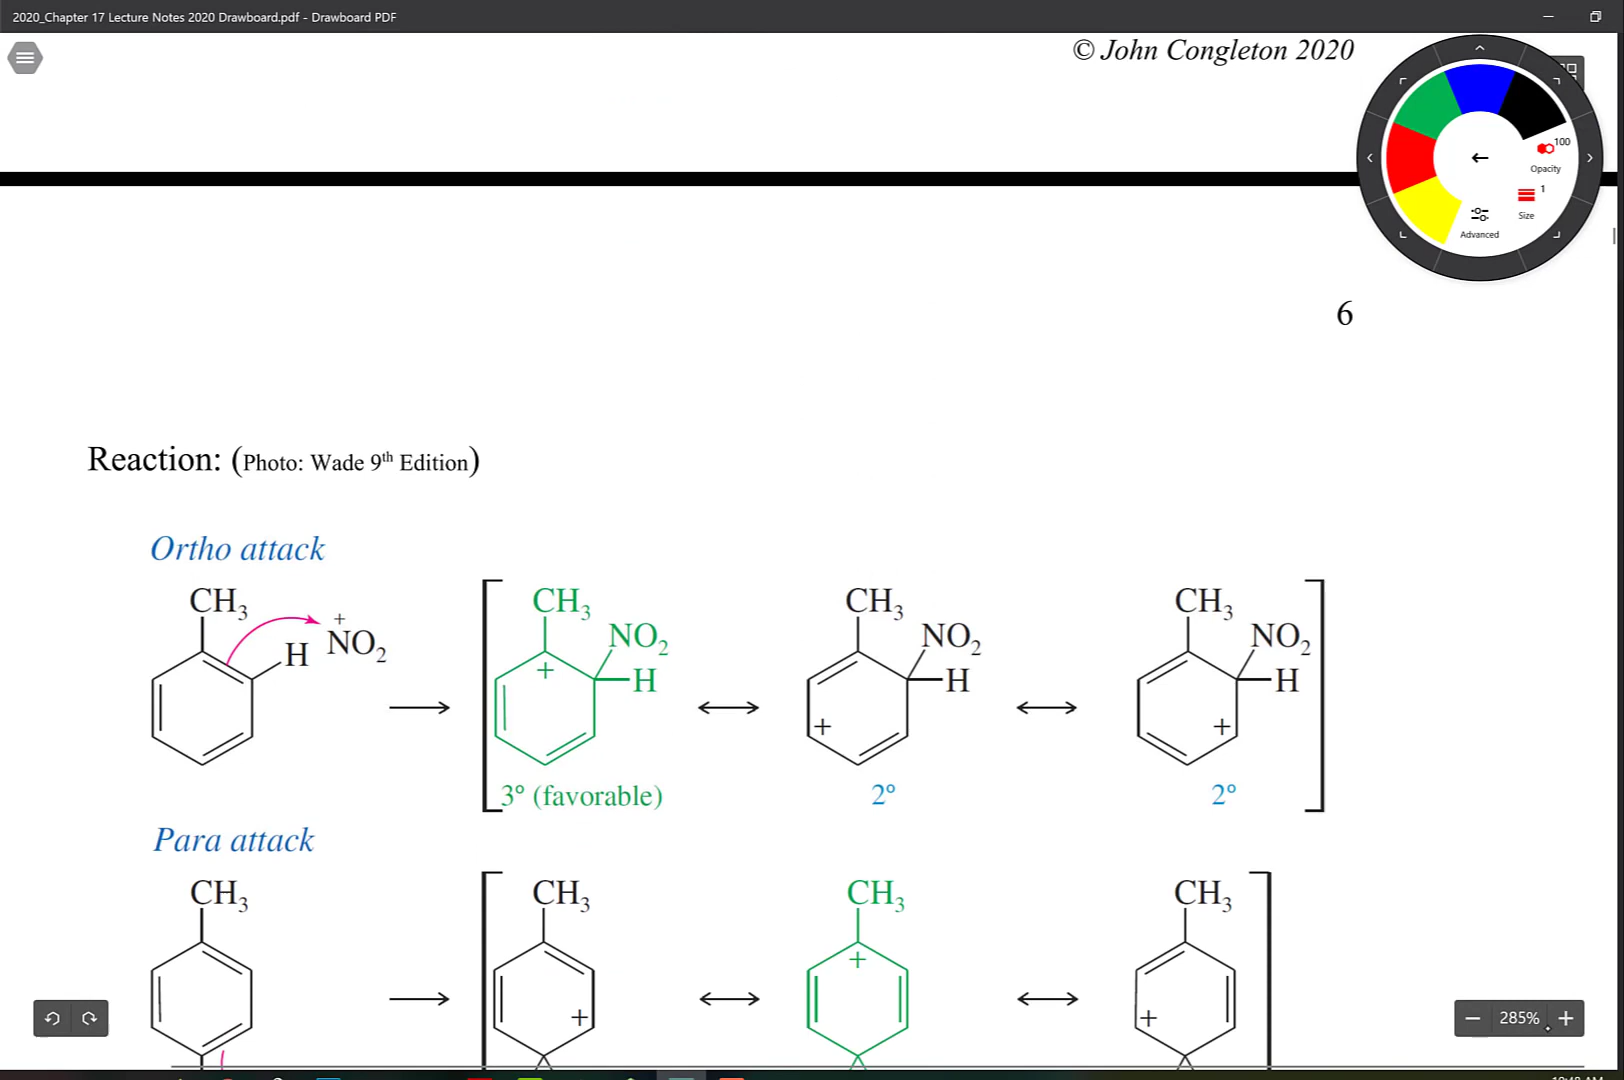 2020_Chapter 17 Lecture Notes 2020 Drawboard.pdf - Drawboard PDF
© John Congleton 2020
100
Opacity
1
Size
Advanced
6
Reaction: (Photo: Wade 9th Edition)
Ortho attack
CH3 H +NO2
CH3 NO2 H +
CH3 NO2 H +
CH3 NO2 H +
3° (favorable) 2° 2°
Para attack
CH3 CH3 CH3 CH3
+ + +
285%